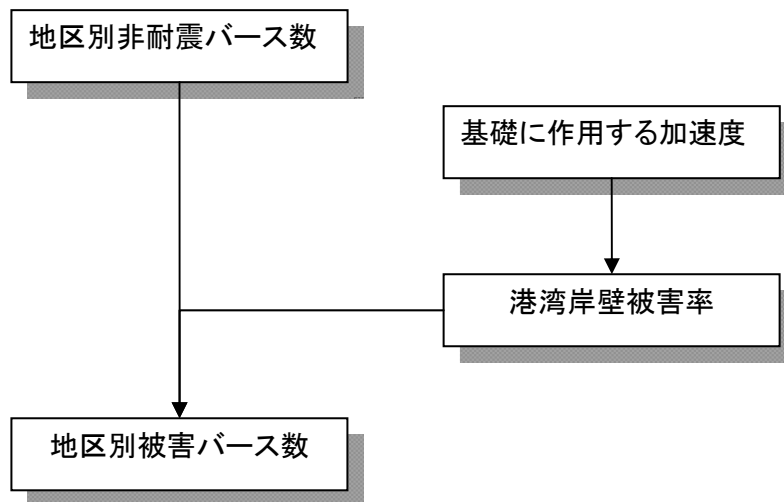 地区別非耐震バース数
基礎に作用する加速度
港湾岸壁被害率
地区別被害バース数